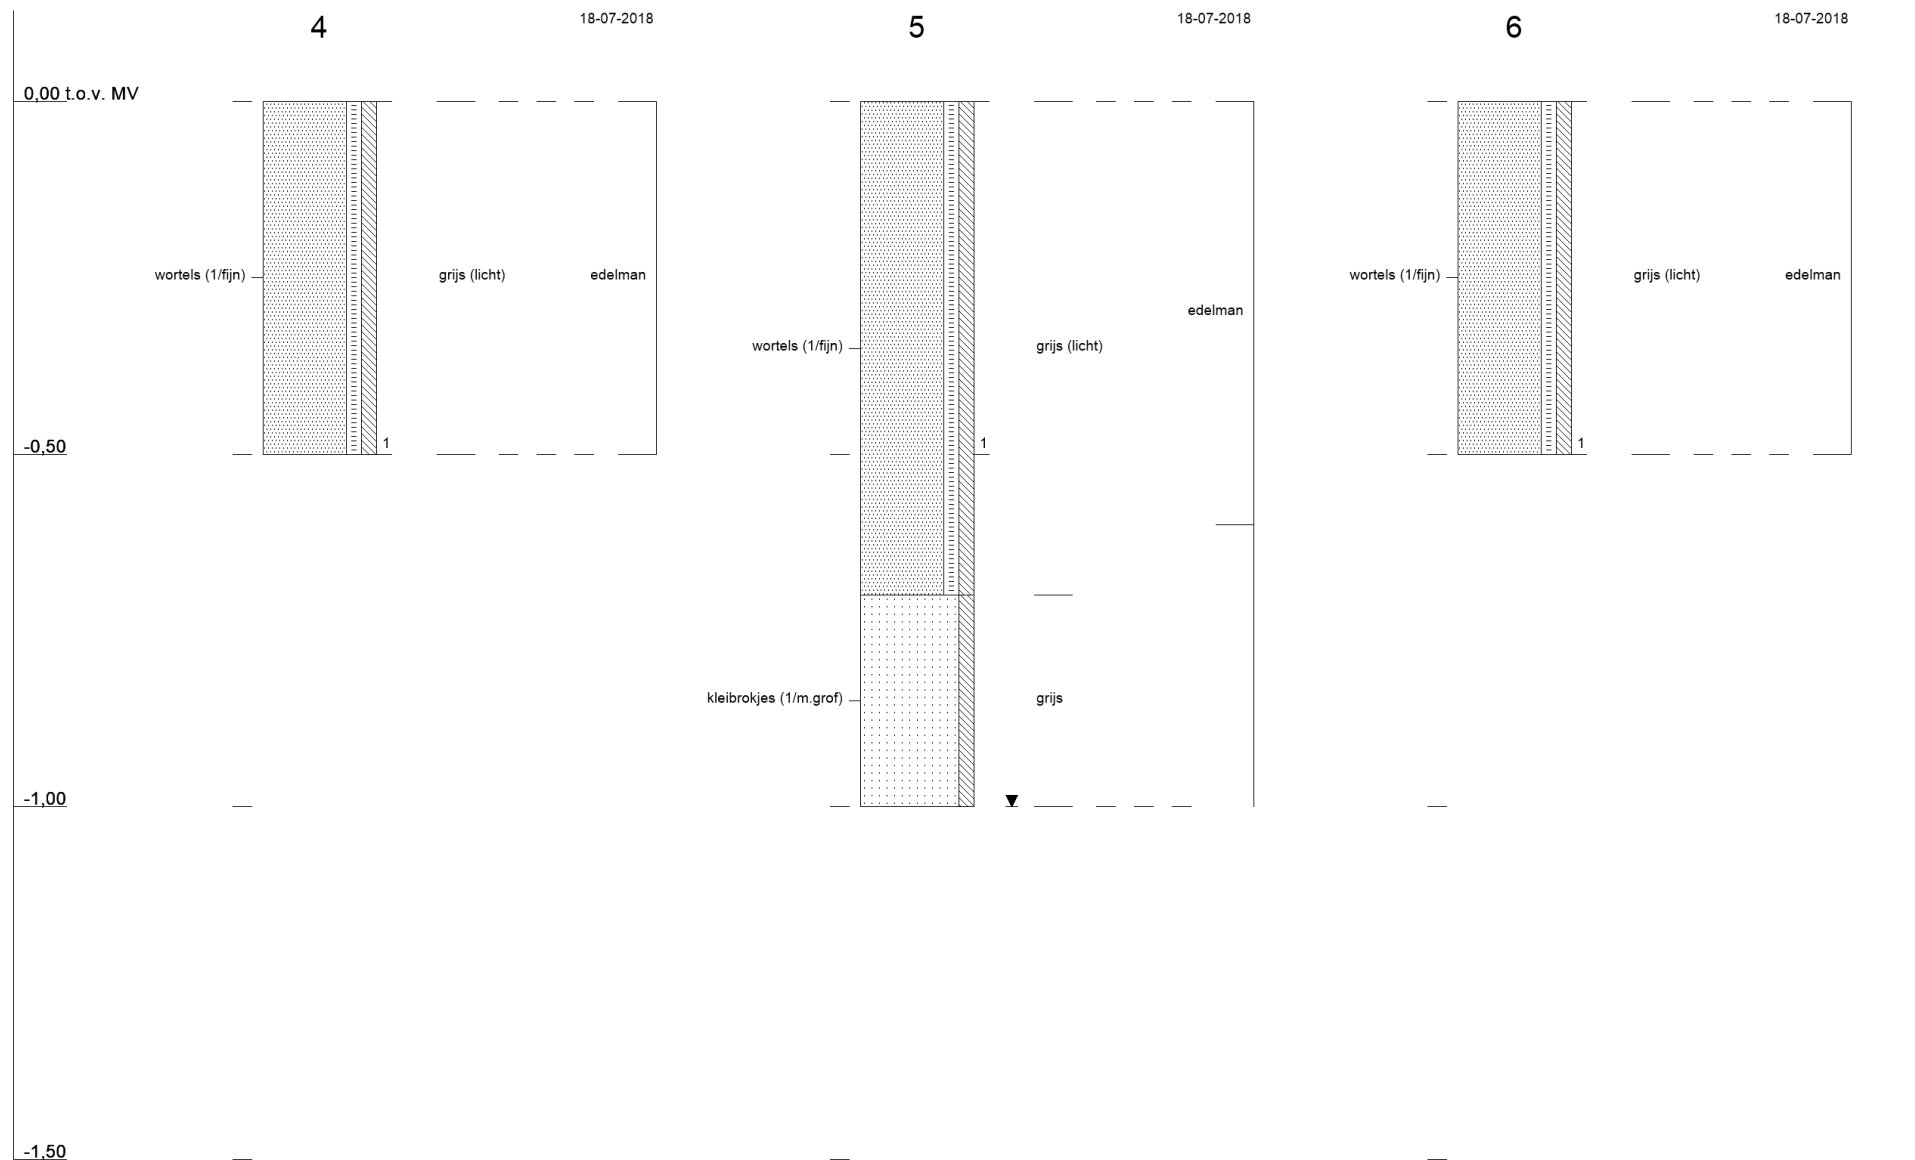 4
18-07-2018
5
18-07-2018
6
18-07-2018
0,00 t.o.v. MV
wortels (1/fijn)
grijs (licht)
edelman
wortels (1/fijn)
grijs (licht)
edelman
edelman
wortels (1/fijn)
grijs (licht)
-0,50
1
1
1
kleibrokjes (1/m.grof)
grijs
-1,00
-1,50